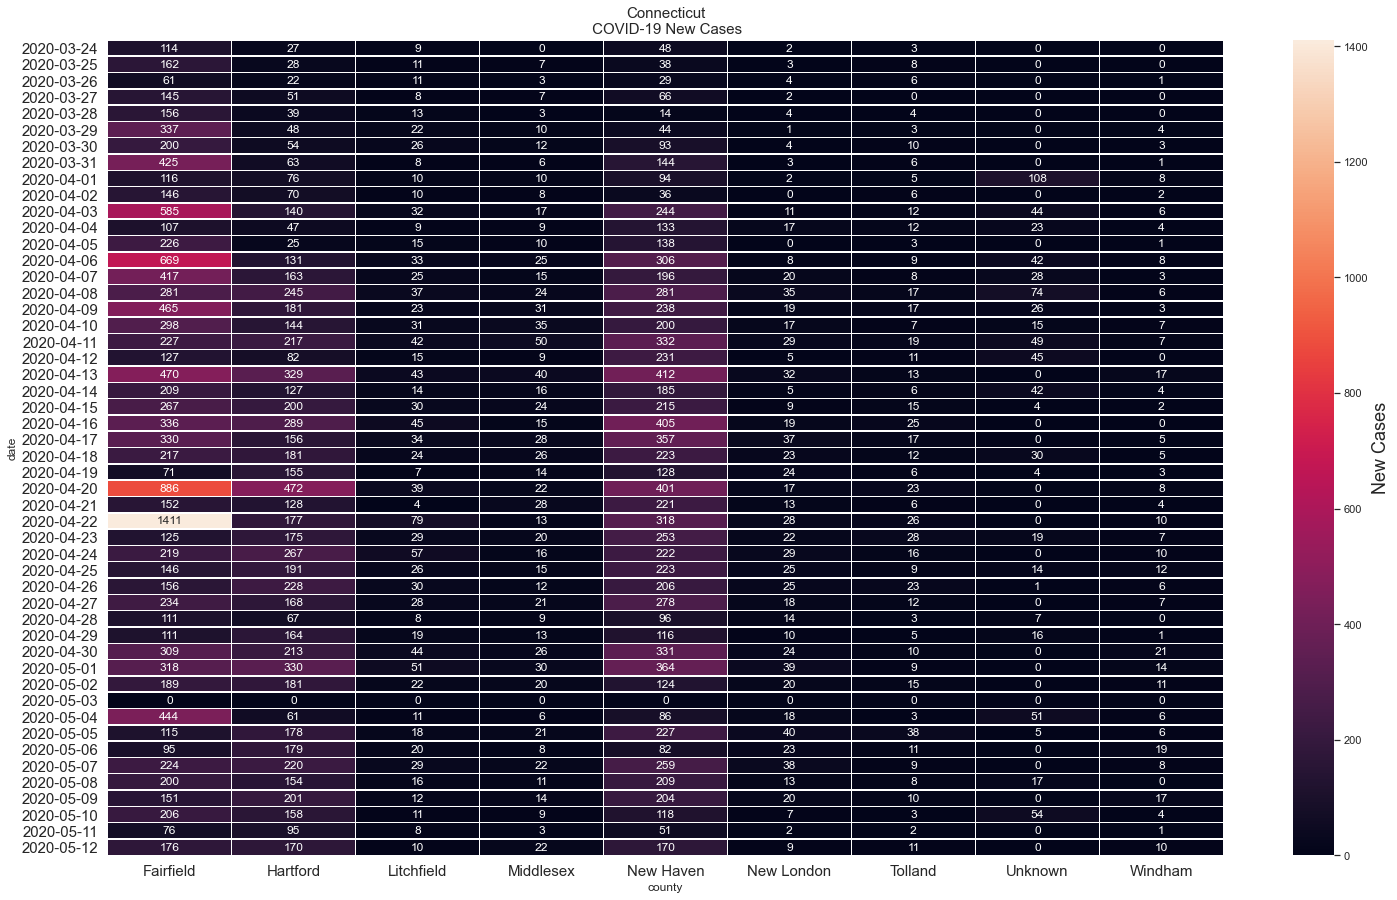 Connecticut
COVID-19 New Cases
2020-03-24 114 27 9 0 48 2 3 0 0
2020-03-25 162 28 11 7 38 3 8 0 0
2020-03-26 61 22 11 3 29 4 6 0 1
2020-03-27 145 51 8 7 66 2 0 0 0
2020-03-28 156 39 13 3 14 4 4 0 0
2020-03-29 337 48 22 10 44 1 3 0 4
2020-03-30 200 54 26 12 93 4 10 0 3
2020-03-31 425 63 8 6 144 3 6 0 1
2020-04-01 116 76 10 10 94 2 5 108 8
2020-04-02 146 70 10 8 36 0 6 0 2
2020-04-03 585 140 32 17 244 11 12 44 6
2020-04-04 107 47 9 9 133 17 12 23 4
2020-04-05 226 25 15 10 138 0 3 0 1
2020-04-06 669 131 33 25 306 8 9 42 8
2020-04-07 417 163 25 15 196 20 8 28 3
2020-04-08 281 245 37 24 281 35 17 74 6
2020-04-09 465 181 23 31 238 19 17 26 3
2020-04-10 298 144 31 35 200 17 7 15 7
2020-04-11 227 217 42 50 332 29 19 49 7
2020-04-12 127 82 15 9 231 5 11 45 0
2020-04-13 470 329 43 40 412 32 13 0 17
2020-04-14 209 127 14 16 185 5 6 42 4
2020-04-15 267 200 30 24 215 9 15 4 2
2020-04-16 336 289 45 15 405 19 25 0 0
2020-04-17 330 156 34 28 357 37 17 0 5
2020-04-18 217 181 24 26 223 23 12 30 5
2020-04-19 71 155 7 14 128 24 6 4 3
2020-04-20 886 472 39 22 401 17 23 0 8
2020-04-21 152 128 4 28 221 13 6 0 4
2020-04-22 1411 177 79 13 318 28 26 0 10
2020-04-23 125 175 29 20 253 22 28 19 7
2020-04-24 219 267 57 16 222 29 16 0 10
2020-04-25 146 191 26 15 223 25 9 14 12
2020-04-26 156 228 30 12 206 25 23 1 6
2020-04-27 234 168 28 21 278 18 12 0 7
2020-04-28 111 67 8 9 96 14 3 7 0
2020-04-29 111 164 19 13 116 10 5 16 1
2020-04-30 309 213 44 26 331 24 10 0 21
2020-05-01 318 330 51 30 364 39 9 0 14
2020-05-02 189 181 22 20 124 20 15 0 11
2020-05-03 0 0 0 0 0 0 0 0 0
2020-05-04 444 61 11 6 86 18 3 51 6
2020-05-05 115 178 18 21 227 40 38 5 6
2020-05-06 95 179 20 8 82 23 11 0 19
2020-05-07 224 220 29 22 259 38 9 0 8
2020-05-08 200 154 16 11 209 13 8 17 0
2020-05-09 151 201 12 14 204 20 10 0 17
2020-05-10 206 158 11 9 118 7 3 54 4
2020-05-11 76 95 8 3 51 2 2 0 1
2020-05-12 176 170 10 22 170 9 11 0 10
Fairfield Hartford Litchfield Middlesex New Haven New London Tolland Unknown Windham
county
date
1400
1200
1000
800
600
400
200
0
New Cases